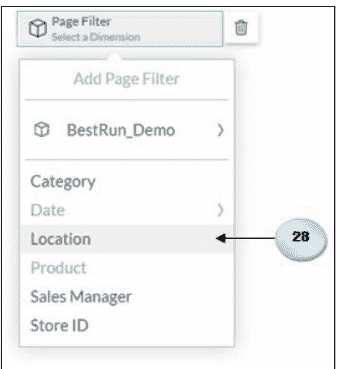 Page Filter
Select a Dimension
Add Page Filter
BestRun_Demo
Category
Date
Location
28
Product
Sales Manager
Store ID